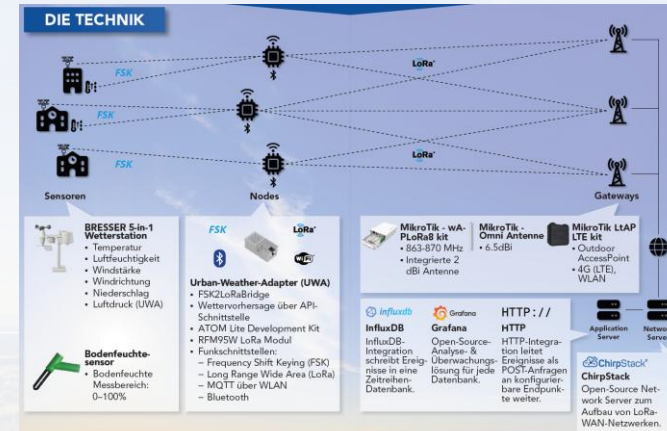 DIE TECHNIK
FSK
FSK
FSK
LoRa
LoRa
Sensoren
Nodes
Gateways
BRESSER 5-in-1
Wetterstation
• Temperatur
• Luftfeuchtigkeit
• Windstärke
• Windrichtung
• Niederschlag
• Luftdruck (UWA)
Bodenfeuchte-
sensor
• Bodenfeuchte
Messbereich:
0–100%
FSK
LoRa
WiFi
Urban-Weather-Adapter (UWA)
• FSK2LoRaBridge
• Wettervorhersage über API-
Schnittstelle
• ATOM Lite Development Kit
• RFM95W LoRa Modul
• Funkschnittstellen:
– Frequency Shift Keying (FSK)
– Long Range Wide Area (LoRa)
– MQTT über WLAN
– Bluetooth
MikroTik - wA-
PLoRa8 kit
• 863-870 MHz
• Integrierte 2
dBi Antenne
MikroTik -
Omni Antenne
• 6.5dBi
MikroTik LtAP
LTE kit
• Outdoor
AccessPoint
• 4G (LTE),
WLAN
influxdb
InfluxDB
InfluxDB-
Integration
schreibt Ereig-
nisse in eine
Zeitreihen-
Datenbank.
Grafana
Grafana
Open-Source-
Analyse- &
Überwachungs-
lösung für jede
Datenbank.
HTTP://
HTTP
HTTP-Integra-
tion leitet
Ereignisse als
POST-Anfragen
an konfigurier-
bare Endpunk-
te weiter.
Application
Server
Network
Server
ChirpStack
ChirpStack
Open-Source Net-
work Server zum
Aufbau von LoRa-
WAN-Netzwerken.